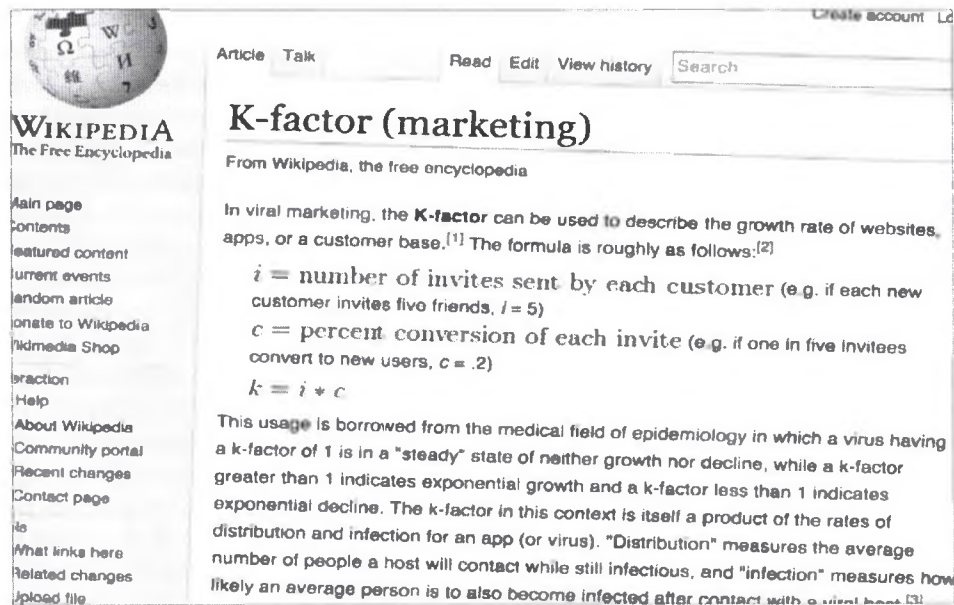 Create account
Article Talk Read Edit View history Search
WIKIPEDIA
The Free Encyclopedia
K-factor (marketing)
From Wikipedia, the free encyclopedia
Main page
Contents
eatured content
urrent events
andom article
onate to Wikipedia
Wikimedia Shop
eraction
Help
About Wikipedia
Community portal
Recent changes
Contact page
What links here
Related changes
Upload file
In viral marketing, the K-factor can be used to describe the growth rate of websites,
apps, or a customer base.[1] The formula is roughly as follows:[2]
i = number of invites sent by each customer (e.g. if each new
customer invites five friends, i = 5)
c = percent conversion of each invite (e.g. if one in five invitees
convert to new users, c = .2)
k = i * c
This usage is borrowed from the medical field of epidemiology in which a virus having
a k-factor of 1 is in a "steady" state of neither growth nor decline, while a k-factor
greater than 1 indicates exponential growth and a k-factor less than 1 indicates
exponential decline. The k-factor in this context is itself a product of the rates of
distribution and infection for an app (or virus). "Distribution" measures the average
number of people a host will contact while still infectious, and "infection" measures how
likely an average person is to also become infected after contact with a viral host.[3]